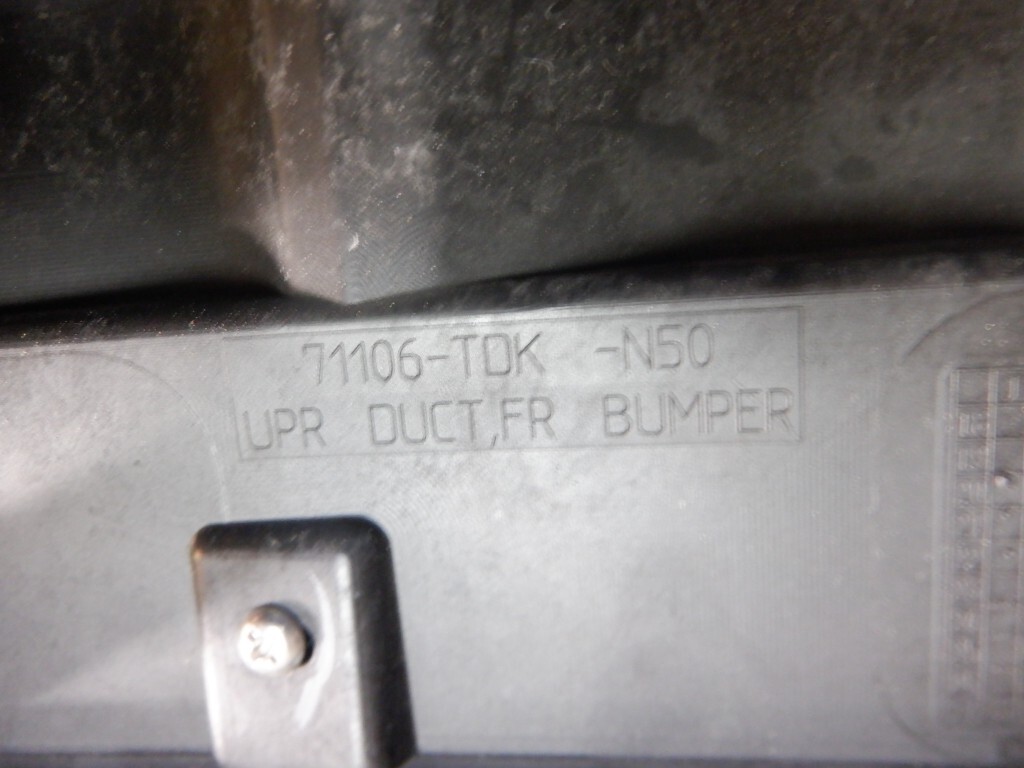 71106-TDK -N50
UPR DUCT,FR BUMPER